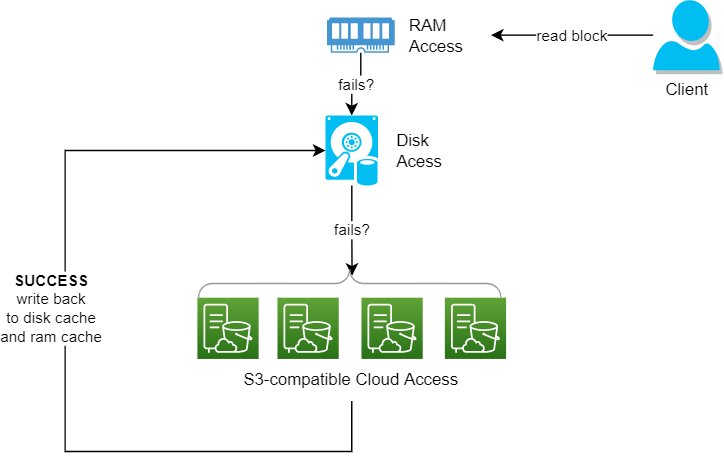 RAM
Access
read block
Client
fails?
Disk
Acess
fails?
SUCCESS
write back
to disk cache
and ram cache
S3-compatible Cloud Access